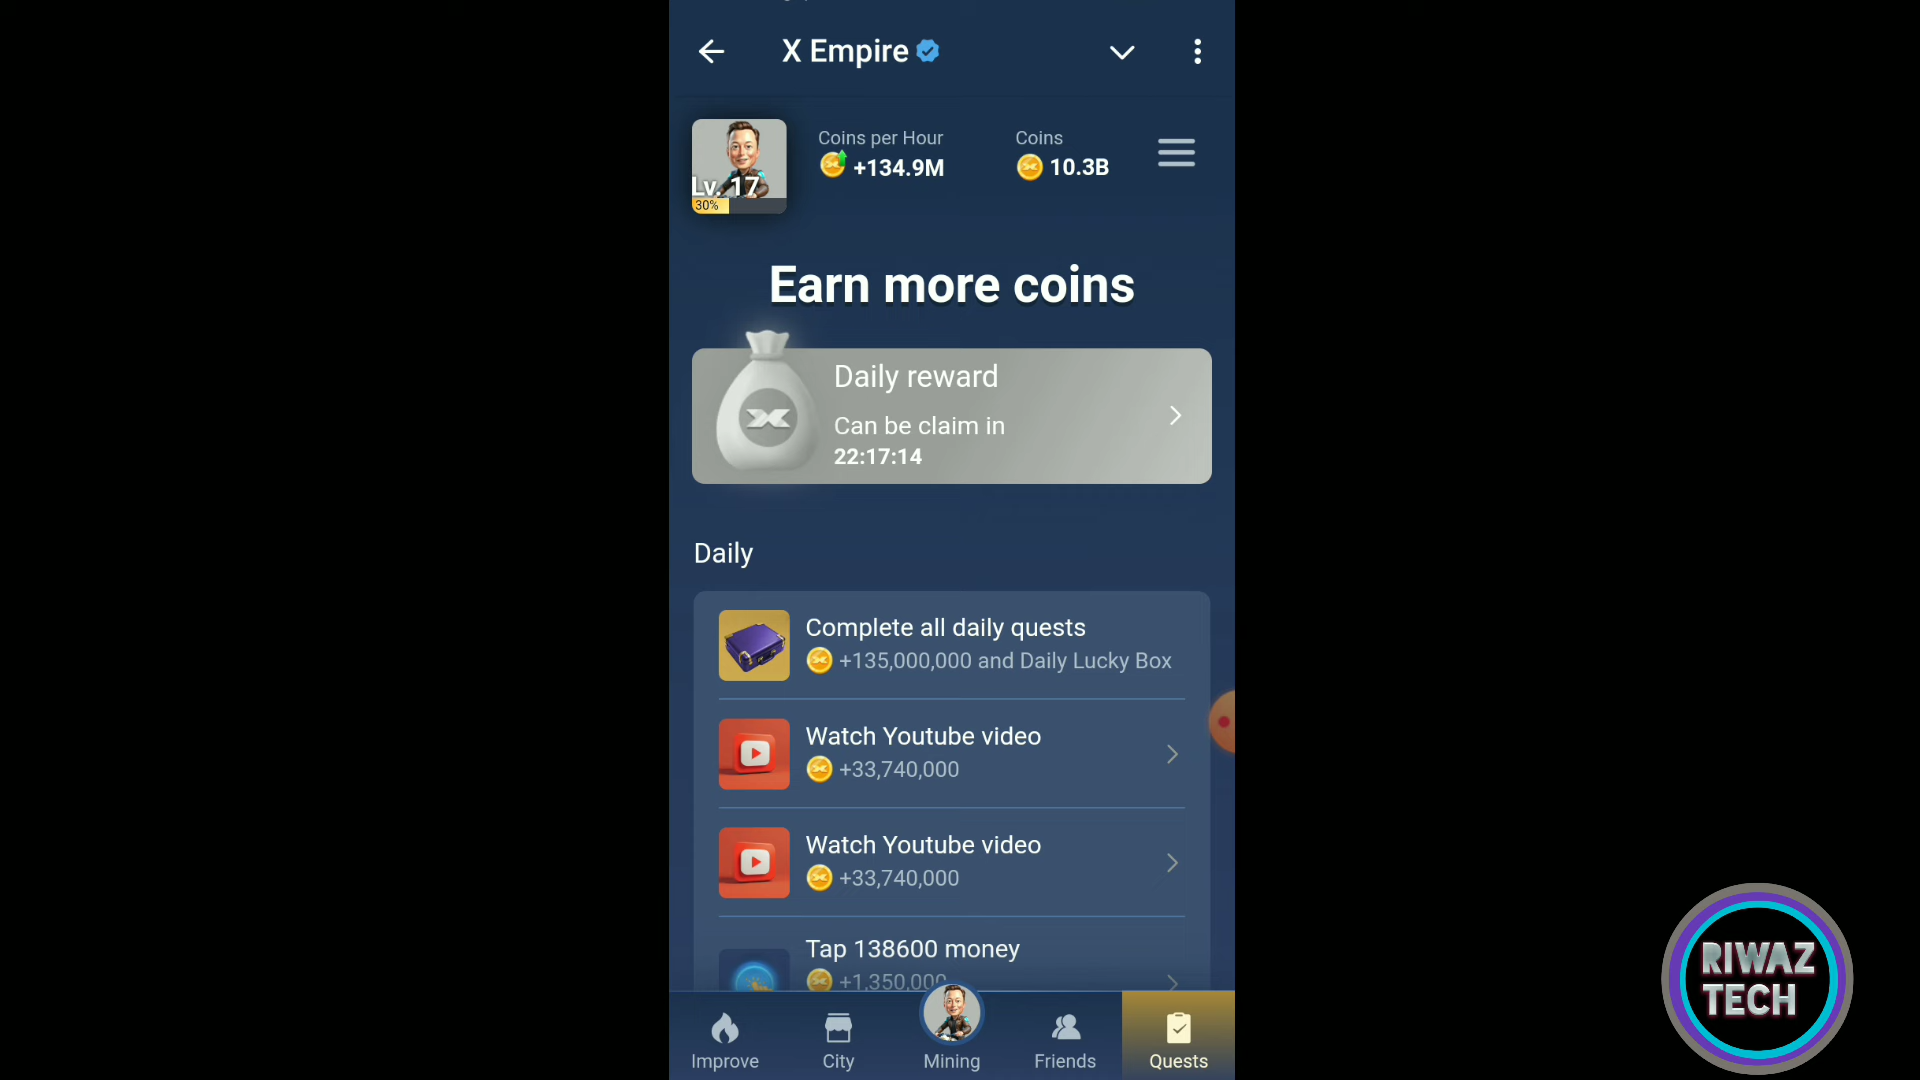 X Empire
Coins per Hour
+134.9M
Coins
10.3B
Lv. 17
30%
Earn more coins
Daily reward
Can be claim in
22:17:14
Daily
Complete all daily quests
+135,000,000 and Daily Lucky Box
Watch Youtube video
+33,740,000
Watch Youtube video
+33,740,000
Tap 138600 money
+1,350,000
Improve
City
Mining
Friends
Quests
RIWAZ
TECH